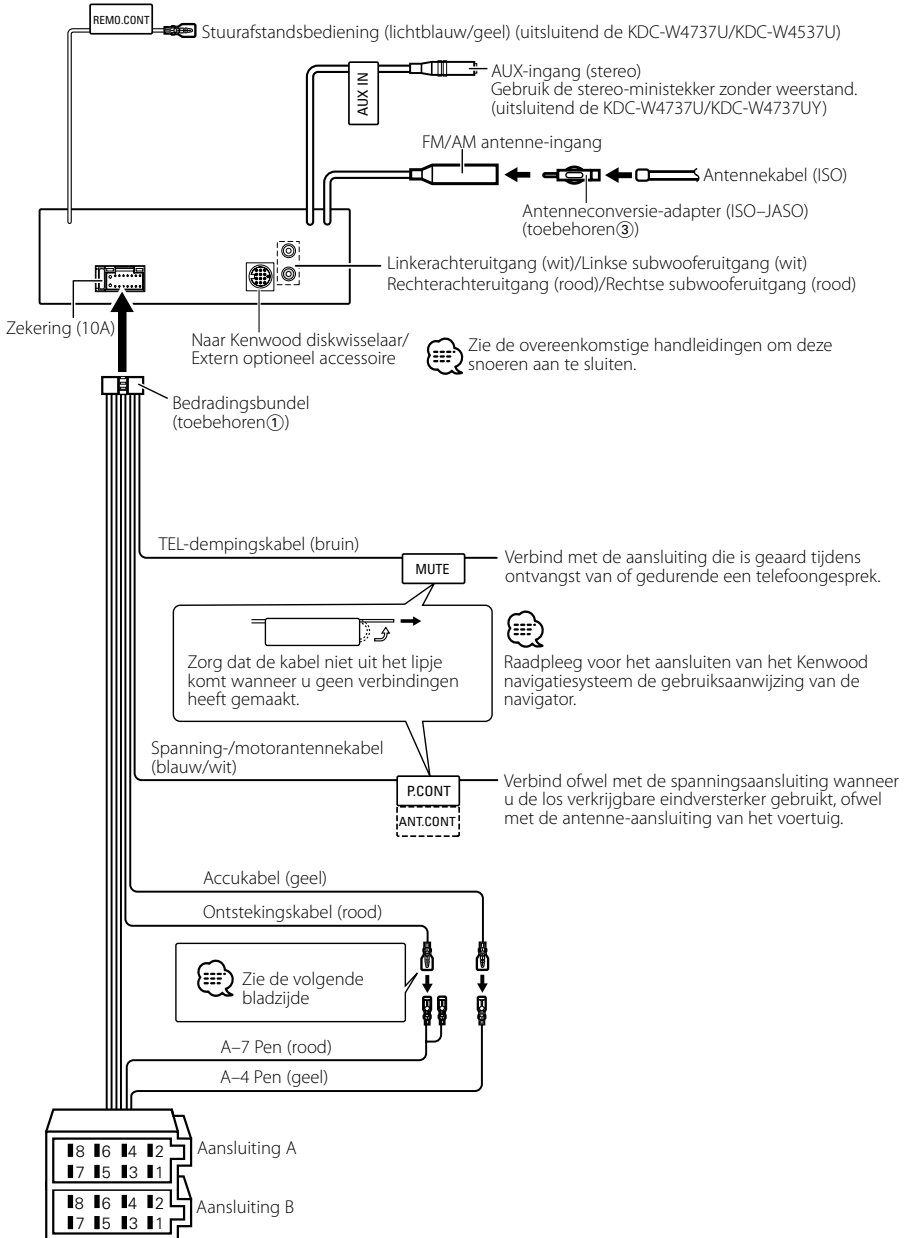 REMO.CONT
Stuurafstandsbediening (lichtblauw/geel) (uitsluitend de KDC-W4737U/KDC-W4537U)
AUX IN
AUX-ingang (stereo)
Gebruik de stereo-ministekker zonder weerstand.
(uitsluitend de KDC-W4737U/KDC-W4737UY)
FM/AM antenne-ingang
Antennekabel (ISO)
Antenneconversie-adapter (ISO–JASO)
(toebehoren③)
Linkerachteruitgang (wit)/Linkse subwooferuitgang (wit)
Rechterachteruitgang (rood)/Rechtse subwooferuitgang (rood)
Zekering (10A)
Naar Kenwood diskwisselaar/
Extern optioneel accessoire
Zie de overeenkomstige handleidingen om deze
snoeren aan te sluiten.
Bedradingsbundel
(toebehoren①)
TEL-dempingskabel (bruin)
MUTE
Verbind met de aansluiting die is geaard tijdens
ontvangst van of gedurende een telefoongesprek.
Zorg dat de kabel niet uit het lipje
komt wanneer u geen verbindingen
heeft gemaakt.
Raadpleeg voor het aansluiten van het Kenwood
navigatiesysteem de gebruiksaanwijzing van de
navigator.
Spanning-/motorantennekabel
(blauw/wit)
P.CONT
ANT.CONT
Verbind ofwel met de spanningsaansluiting wanneer
u de los verkrijgbare eindversterker gebruikt, ofwel
met de antenne-aansluiting van het voertuig.
Accukabel (geel)
Ontstekingskabel (rood)
Zie de volgende
bladzijde
A–7 Pen (rood)
A–4 Pen (geel)
8 6 4 2
7 5 3 1
Aansluiting A
8 6 4 2
7 5 3 1
Aansluiting B